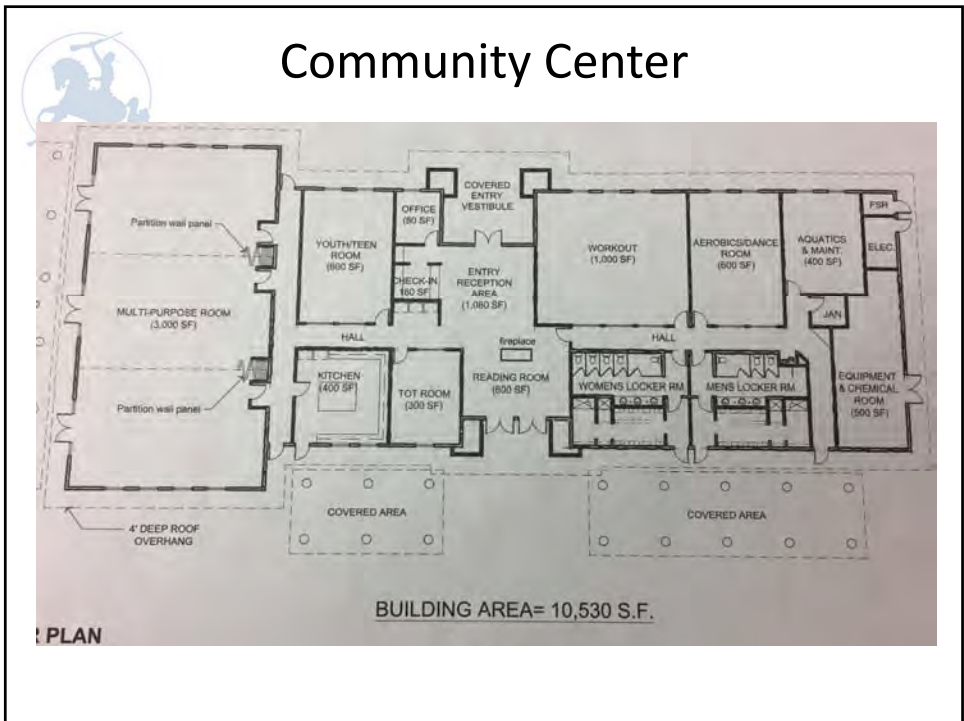 Community Center
COVERED
ENTRY
VESTIBULE
OFFICE
(80 SF)
Partition wall panel
YOUTH/TEEN
ROOM
(600 SF)
CHECK-IN
160 SF
ENTRY
RECEPTION
AREA
(1,060 SF)
WORKOUT
(1,000 SF)
AEROBICS/DANCE
ROOM
(600 SF)
AQUATICS
& MAINT.
(400 SF)
FSR
ELEC.
MULTI-PURPOSE ROOM
(3,000 SF)
JAN
HALL
fireplace
HALL
KITCHEN
(400 SF)
TOT ROOM
(300 SF)
READING ROOM
(600 SF)
WOMENS LOCKER RM
MENS LOCKER RM
EQUIPMENT
& CHEMICAL
ROOM
(500 SF)
Partition wall panel
COVERED AREA
COVERED AREA
4' DEEP ROOF
OVERHANG
BUILDING AREA= 10,530 S.F.
PLAN